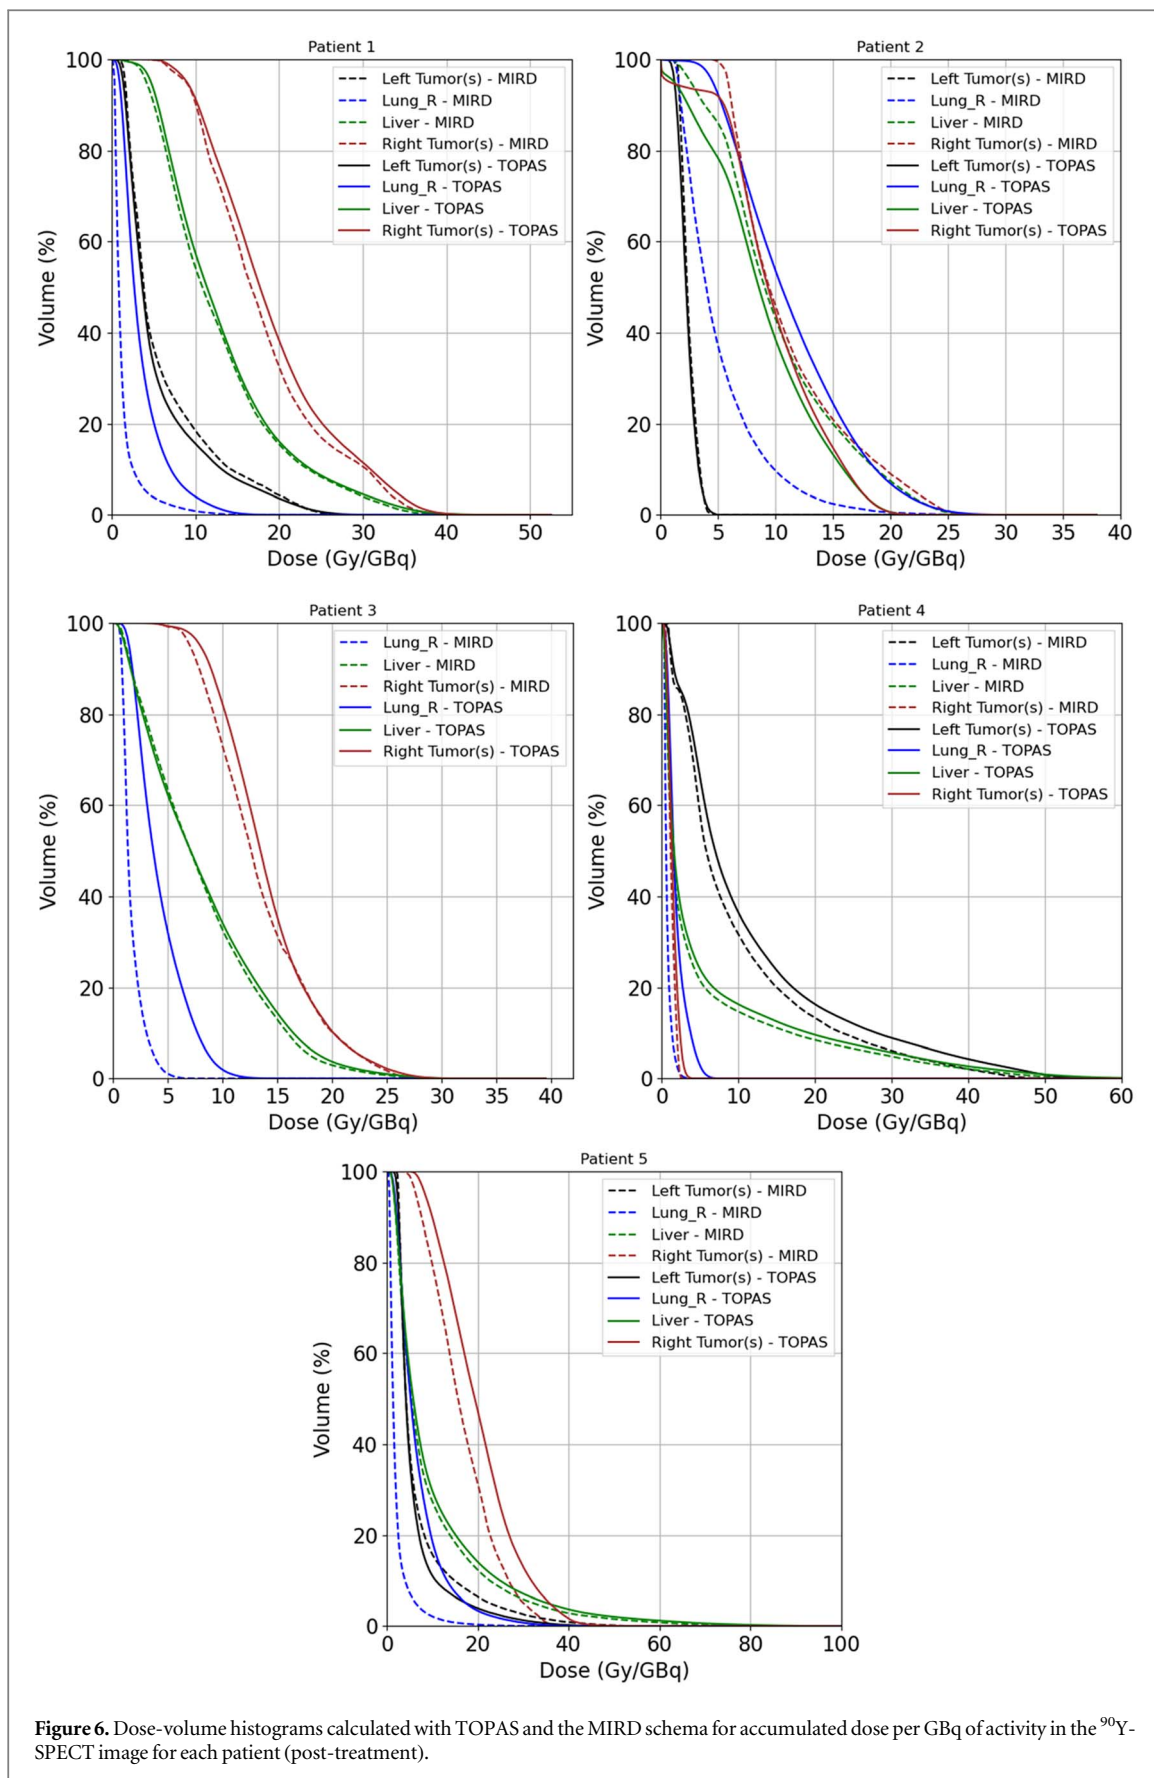 Patient 1
100
80
60
40
20
0
Volume (%)
Left Tumor(s) - MIRD
Lung_R - MIRD
Liver - MIRD
Right Tumor(s) - MIRD
Left Tumor(s) - TOPAS
Lung_R - TOPAS
Liver - TOPAS
Right Tumor(s) - TOPAS
0 10 20 30 40 50
Dose (Gy/GBq)
Patient 2
100
80
60
40
20
0
Volume (%)
Left Tumor(s) - MIRD
Lung_R - MIRD
Liver - MIRD
Right Tumor(s) - MIRD
Left Tumor(s) - TOPAS
Lung_R - TOPAS
Liver - TOPAS
Right Tumor(s) - TOPAS
0 5 10 15 20 25 30 35 40
Dose (Gy/GBq)
Patient 3
100
80
60
40
20
0
Volume (%)
Lung_R - MIRD
Liver - MIRD
Right Tumor(s) - MIRD
Lung_R - TOPAS
Liver - TOPAS
Right Tumor(s) - TOPAS
0 5 10 15 20 25 30 35 40
Dose (Gy/GBq)
Patient 4
100
80
60
40
20
0
Volume (%)
Left Tumor(s) - MIRD
Lung_R - MIRD
Liver - MIRD
Right Tumor(s) - MIRD
Left Tumor(s) - TOPAS
Lung_R - TOPAS
Liver - TOPAS
Right Tumor(s) - TOPAS
0 10 20 30 40 50 60
Dose (Gy/GBq)
Patient 5
100
80
60
40
20
0
Volume (%)
Left Tumor(s) - MIRD
Lung_R - MIRD
Liver - MIRD
Right Tumor(s) - MIRD
Left Tumor(s) - TOPAS
Lung_R - TOPAS
Liver - TOPAS
Right Tumor(s) - TOPAS
0 20 40 60 80 100
Dose (Gy/GBq)
Figure 6. Dose-volume histograms calculated with TOPAS and the MIRD schema for accumulated dose per GBq of activity in the ⁹⁰Y-
SPECT image for each patient (post-treatment).